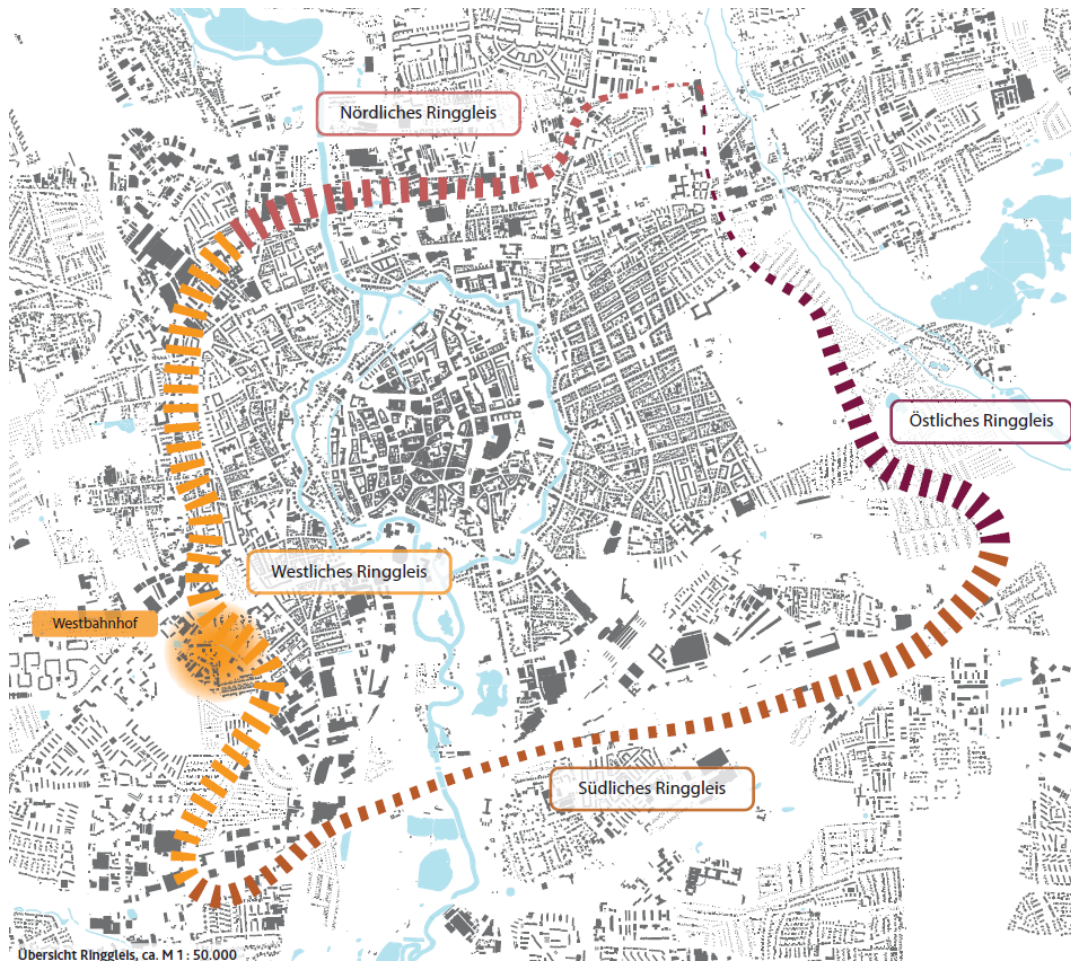 Nördliches Ringgleis
Östliches Ringgleis
Westliches Ringgleis
Westbahnhof
Südliches Ringgleis
Übersicht Ringgleis, ca. M 1 : 50.000